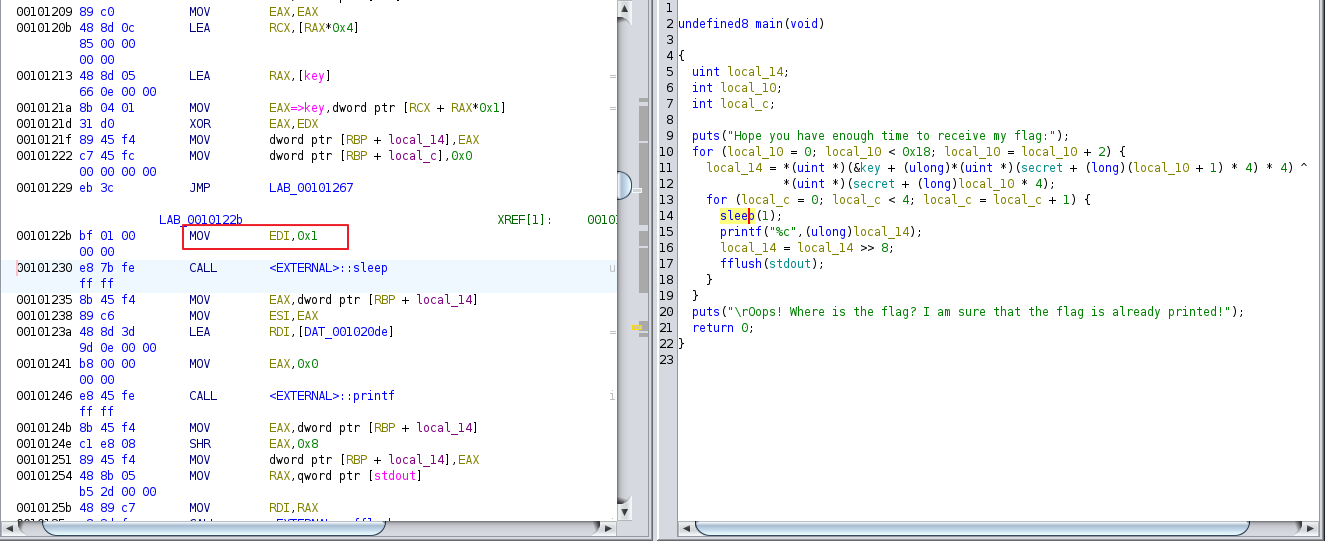 00101209 89 c0 MOV EAX,EAX
0010120b 48 8d 0c LEA RCX,[RAX*0x4]
85 00 00
00 00
00101213 48 8d 05 LEA RAX,[key] =
66 0e 00 00
0010121a 8b 04 01 MOV EAX=>key,dword ptr [RCX + RAX*0x1] =
0010121d 31 d0 XOR EAX,EDX
0010121f 89 45 f4 MOV dword ptr [RBP + local_14],EAX
00101222 c7 45 fc MOV dword ptr [RBP + local_c],0x0
00 00 00 00
00101229 eb 3c JMP LAB_00101267
LAB_0010122b XREF[1]: 0010
0010122b bf 01 00 MOV EDI,0x1
00 00
00101230 e8 7b fe CALL <EXTERNAL>::sleep u
ff ff
00101235 8b 45 f4 MOV EAX,dword ptr [RBP + local_14]
00101238 89 c6 MOV ESI,EAX
0010123a 48 8d 3d LEA RDI,[DAT_001020de] =
9d 0e 00 00
00101241 b8 00 00 MOV EAX,0x0
00 00
00101246 e8 45 fe CALL <EXTERNAL>::printf i
ff ff
0010124b 8b 45 f4 MOV EAX,dword ptr [RBP + local_14]
0010124e c1 e8 08 SHR EAX,0x8
00101251 89 45 f4 MOV dword ptr [RBP + local_14],EAX
00101254 48 8b 05 MOV RAX,qword ptr [stdout]
b5 2d 00 00
0010125b 48 89 c7 MOV RDI,RAX
1
2 undefined8 main(void)
3
4 {
5 uint local_14;
6 int local_10;
7 int local_c;
8
9 puts("Hope you have enough time to receive my flag:");
10 for (local_10 = 0; local_10 < 0x18; local_10 = local_10 + 2) {
11 local_14 = *(uint *)(&key + (ulong)*(uint *)(secret + (long)(local_10 + 1) * 4) * 4) ^
12 *(uint *)(secret + (long)local_10 * 4);
13 for (local_c = 0; local_c < 4; local_c = local_c + 1) {
14 sleep(1);
15 printf("%c",(ulong)local_14);
16 local_14 = local_14 >> 8;
17 fflush(stdout);
18 }
19 }
20 puts("\rOops! Where is the flag? I am sure that the flag is already printed!");
21 return 0;
22 }
23